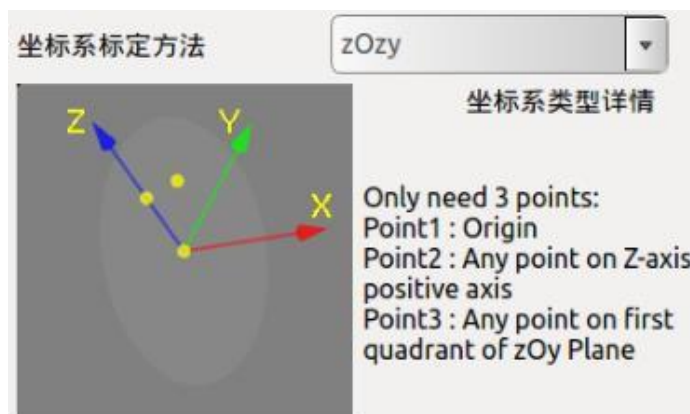 坐标系标定方法
zOzy
坐标系类型详情
Z
Y
X
Only need 3 points:
Point1 : Origin
Point2 : Any point on Z-axis
positive axis
Point3 : Any point on first
quadrant of zOy Plane